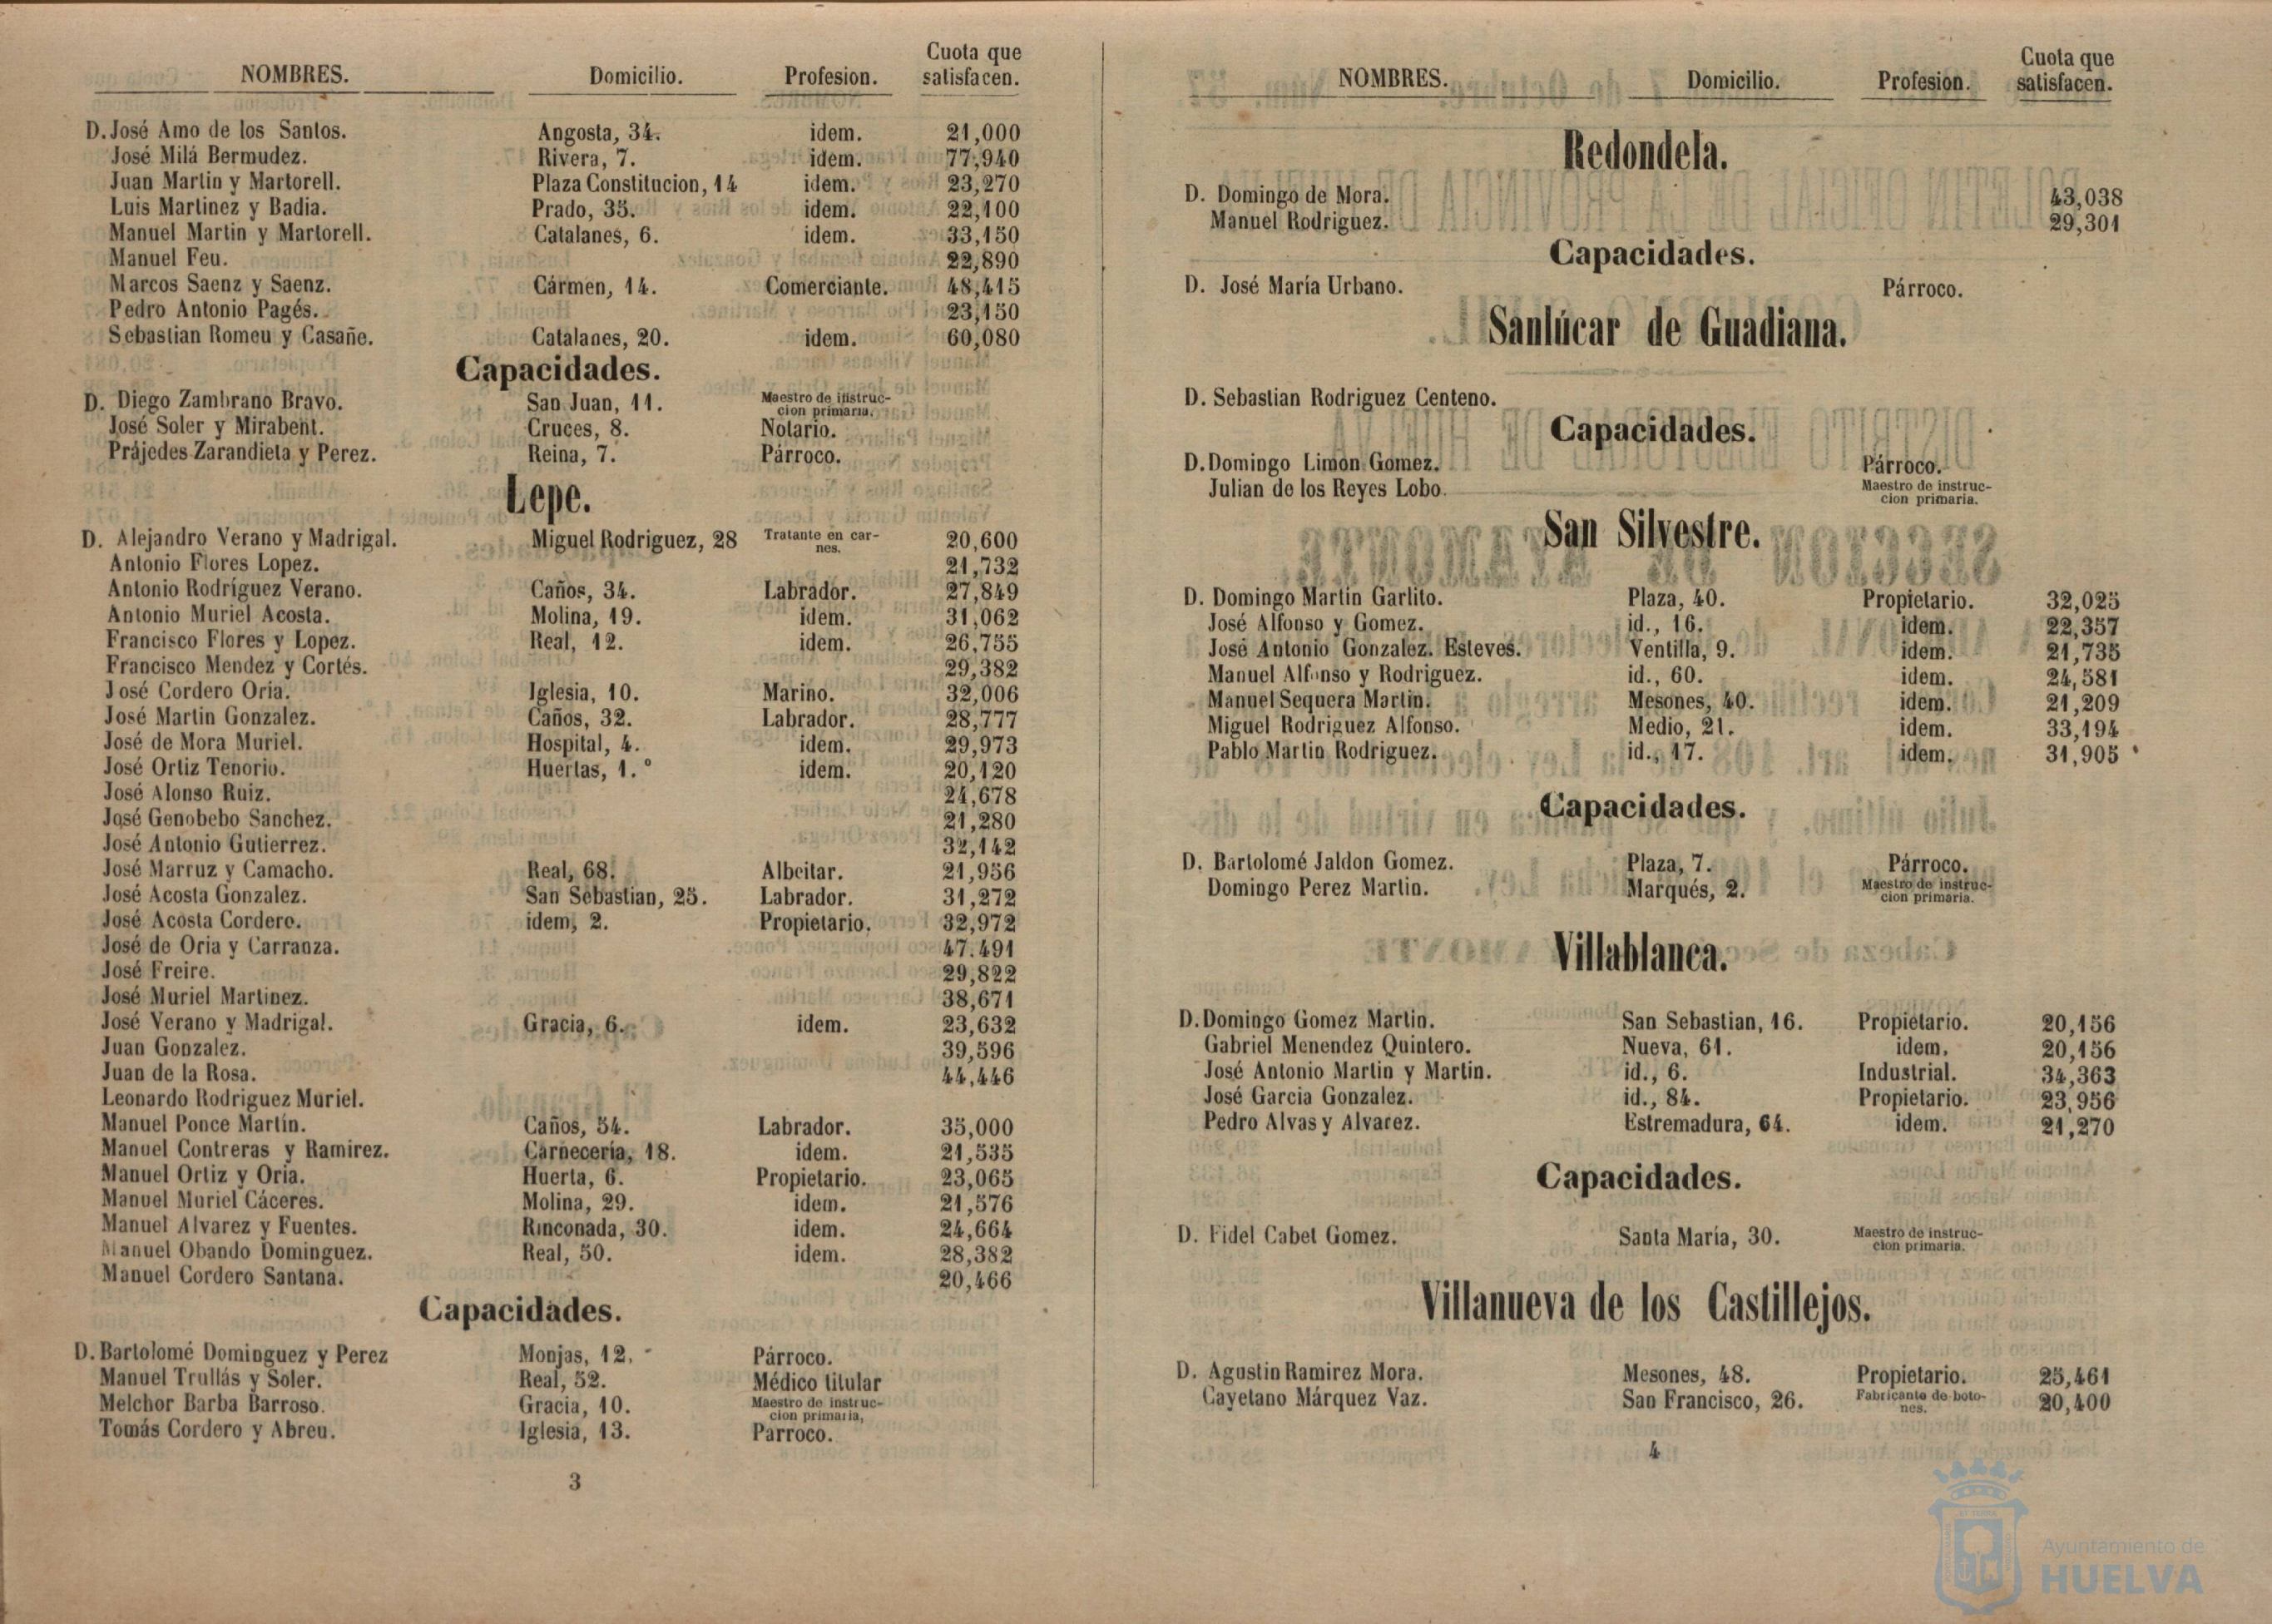 NOMBRES. Domicilio. Profesion. Cuota que satisfacen.
D. José Amo de los Santos. Angosta, 34. idem. 21,000
José Milá Bermudez. Rivera, 7. idem. 77,940
Juan Martin y Martorell. Plaza Constitucion, 14 idem. 23,270
Luis Martinez y Badia. Prado, 35. idem. 22,100
Manuel Martin y Martorell. Catalanes, 6. idem. 33,150
Manuel Feu. 22,890
Marcos Saenz y Saenz. Cármen, 14. Comerciante. 48,415
Pedro Antonio Pagés. 23,150
Sebastian Romeu y Casañe. Catalanes, 20. idem. 60,080
Capacidades.
D. Diego Zambrano Bravo. San Juan, 11. Maestro de instruc-
cion primaria.
José Soler y Mirabent. Cruces, 8. Notario.
Prájedes Zarandieta y Perez. Reina, 7. Párroco.
Lepe.
D. Alejandro Verano y Madrigal. Miguel Rodriguez, 28 Tratante en car-
nes. 20,600
Antonio Flores Lopez. 21,732
Antonio Rodríguez Verano. Caños, 34. Labrador. 27,849
Antonio Muriel Acosta. Molina, 19. idem. 31,062
Francisco Flores y Lopez. Real, 12. idem. 26,755
Francisco Mendez y Cortés. 29,382
José Cordero Oria. Iglesia, 10. Marino. 32,006
José Martin Gonzalez. Caños, 32. Labrador. 28,777
José de Mora Muriel. Hospital, 4. idem. 29,973
José Ortiz Tenorio. Huertas, 1.° idem. 20,120
José Alonso Ruiz. 24,678
José Genobebo Sanchez. 21,280
José Antonio Gutierrez. 32,142
José Marruz y Camacho. Real, 68. Albeitar. 21,956
José Acosta Gonzalez. San Sebastian, 25. Labrador. 31,272
José Acosta Cordero. idem, 2. Propietario. 32,972
José de Oria y Carranza. 47.491
José Freire. 29,822
José Muriel Martinez. 38,671
José Verano y Madrigal. Gracia, 6. idem. 23,632
Juan Gonzalez. 39,596
Juan de la Rosa. 44,446
Leonardo Rodriguez Muriel.
Manuel Ponce Martín. Caños, 54. Labrador. 35,000
Manuel Contreras y Ramirez. Carnecería, 18. idem. 21,535
Manuel Ortiz y Oria. Huerta, 6. Propietario. 23,065
Manuel Muriel Cáceres. Molina, 29. idem. 21,576
Manuel Alvarez y Fuentes. Rinconada, 30. idem. 24,664
Manuel Obando Dominguez. Real, 50. idem. 28,382
Manuel Cordero Santana. 20,466
Capacidades.
D. Bartolomé Dominguez y Perez Monjas, 12. Párroco.
Manuel Trullás y Soler. Real, 52. Médico titular
Melchor Barba Barroso. Gracia, 10. Maestro de instruc-
cion primaria,
Tomás Cordero y Abreu. Iglesia, 13. Parroco.
3
NOMBRES. Domicilio. Profesion. Cuota que satisfacen.
Redondela.
D. Domingo de Mora. 43,038
Manuel Rodriguez. 29,301
Capacidades.
D. José María Urbano. Párroco.
Sanlúcar de Guadiana.
D. Sebastian Rodriguez Centeno.
Capacidades.
D. Domingo Limon Gomez. Párroco.
Julian de los Reyes Lobo. Maestro de instruc-
cion primaria.
San Silvestre.
D. Domingo Martin Garlito. Plaza, 40. Propietario. 32,025
José Alfonso y Gomez. id., 16. idem. 22,357
José Antonio Gonzalez Esteves. Ventilla, 9. idem. 21,735
Manuel Alfonso y Rodriguez. id., 60. idem. 24,581
Manuel Sequera Martin. Mesones, 40. idem. 21,209
Miguel Rodriguez Alfonso. Medio, 21. idem. 33,194
Pablo Martin Rodriguez. id., 17. idem. 31,905
Capacidades.
D. Bartolomé Jaldon Gomez. Plaza, 7. Párroco.
Domingo Perez Martin. Marqués, 2. Maestro de instruc-
cion primaria.
Villablanca.
D. Domingo Gomez Martin. San Sebastian, 16. Propietario. 20,156
Gabriel Menendez Quintero. Nueva, 61. idem. 20,156
José Antonio Martin y Martin. id., 6. Industrial. 34,363
José Garcia Gonzalez. id., 84. Propietario. 23,956
Pedro Alvas y Alvarez. Estremadura, 64. idem. 21,270
Capacidades.
D. Fidel Cabet Gomez. Santa María, 30. Maestro de instruc-
cion primaria.
Villanueva de los Castillejos.
D. Agustin Ramirez Mora. Mesones, 48. Propietario. 25,461
Cayetano Márquez Vaz. San Francisco, 26. Fabricante de boto-
nes. 20,400
4
Ayuntamiento de
HUELVA